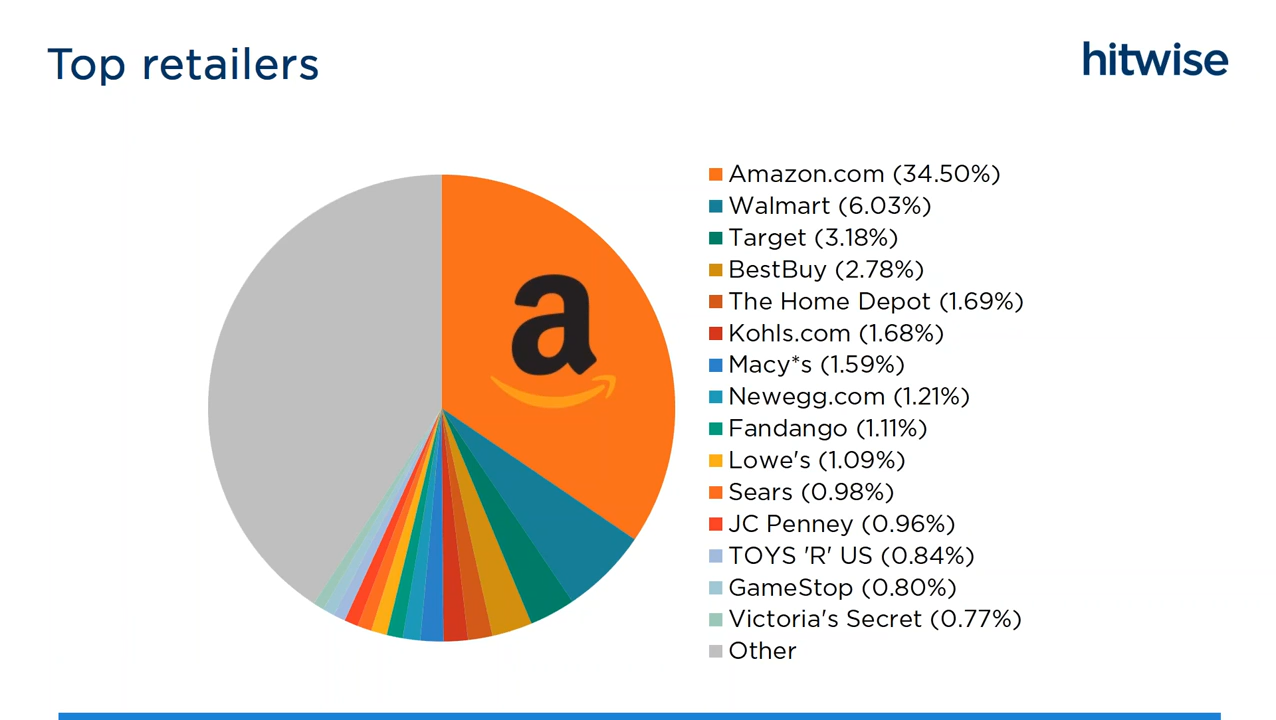 Top retailers
hitwise
Amazon.com (34.50%)
Walmart (6.03%)
Target (3.18%)
BestBuy (2.78%)
The Home Depot (1.69%)
Kohls.com (1.68%)
Macy*s (1.59%)
Newegg.com (1.21%)
Fandango (1.11%)
Lowe's (1.09%)
Sears (0.98%)
JC Penney (0.96%)
TOYS 'R' US (0.84%)
GameStop (0.80%)
Victoria's Secret (0.77%)
Other
a